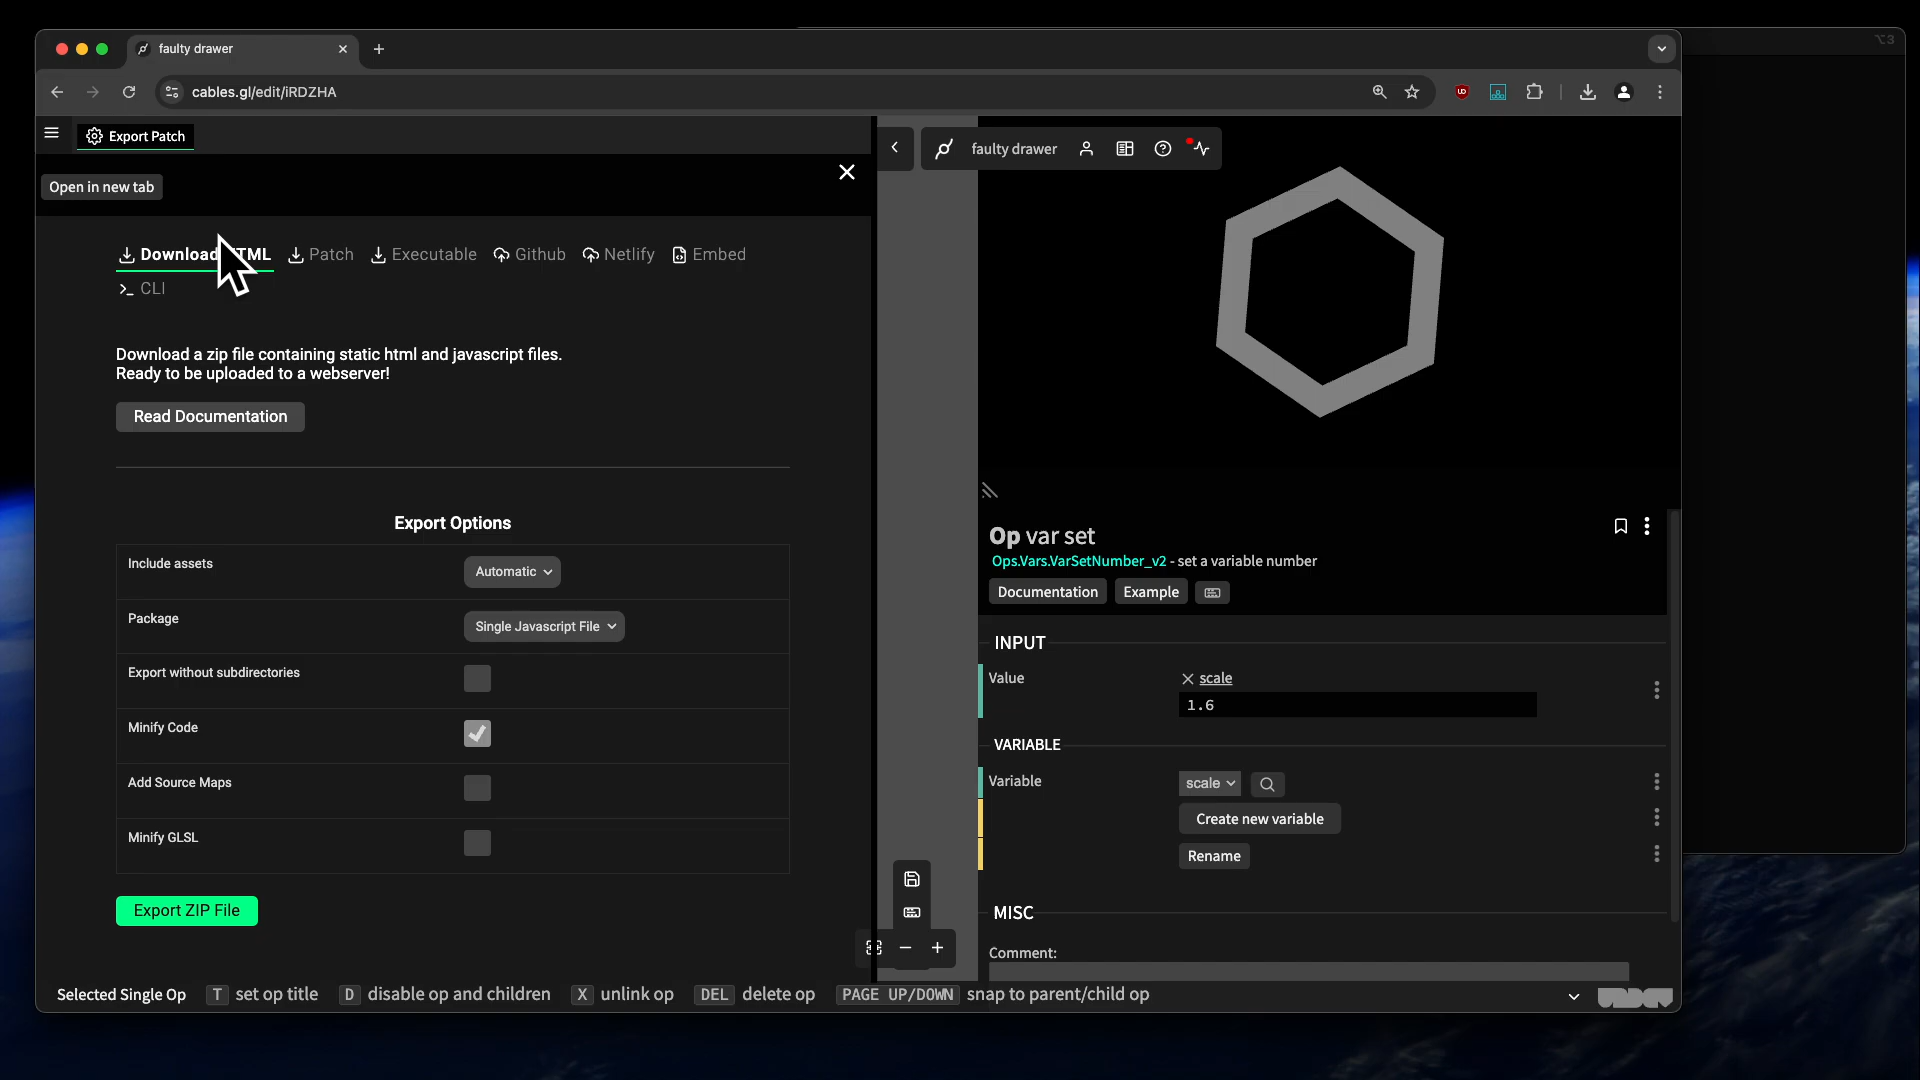 ⌥3
faulty drawer
cables.gl/edit/iRDZHA
Export Patch
faulty drawer
Open in new tab
Download HTML
Patch
Executable
Github
Netlify
Embed
CLI
Download a zip file containing static html and javascript files.
Ready to be uploaded to a webserver!
Read Documentation
Export Options
Include assets
Automatic
Package
Single Javascript File
Export without subdirectories
Minify Code
Add Source Maps
Minify GLSL
Export ZIP File
Op var set
Ops.Vars.VarSetNumber_v2 - set a variable number
Documentation
Example
INPUT
Value
scale
1.6
VARIABLE
Variable
scale
Create new variable
Rename
MISC
Comment:
Selected Single Op T set op title D disable op and children X unlink op DEL delete op PAGE UP/DOWN snap to parent/child op